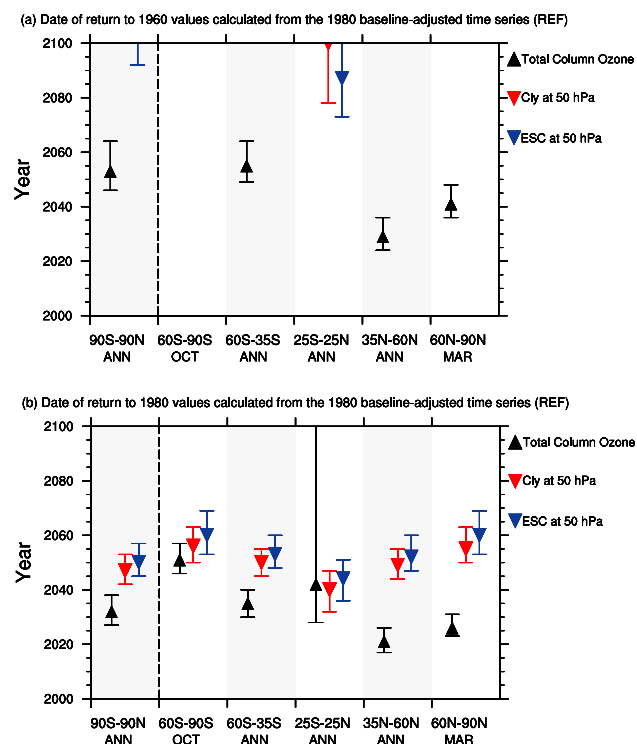 (a) Date of return to 1960 values calculated from the 1980 baseline-adjusted time series (REF)
2100
2080
2060
2040
2020
2000
Year
Total Column Ozone
Cly at 50 hPa
ESC at 50 hPa
90S-90N 60S-90S 60S-35S 25S-25N 35N-60N 60N-90N
ANN OCT ANN ANN ANN MAR
(b) Date of return to 1980 values calculated from the 1980 baseline-adjusted time series (REF)
2100
2080
2060
2040
2020
2000
Year
Total Column Ozone
Cly at 50 hPa
ESC at 50 hPa
90S-90N 60S-90S 60S-35S 25S-25N 35N-60N 60N-90N
ANN OCT ANN ANN ANN MAR